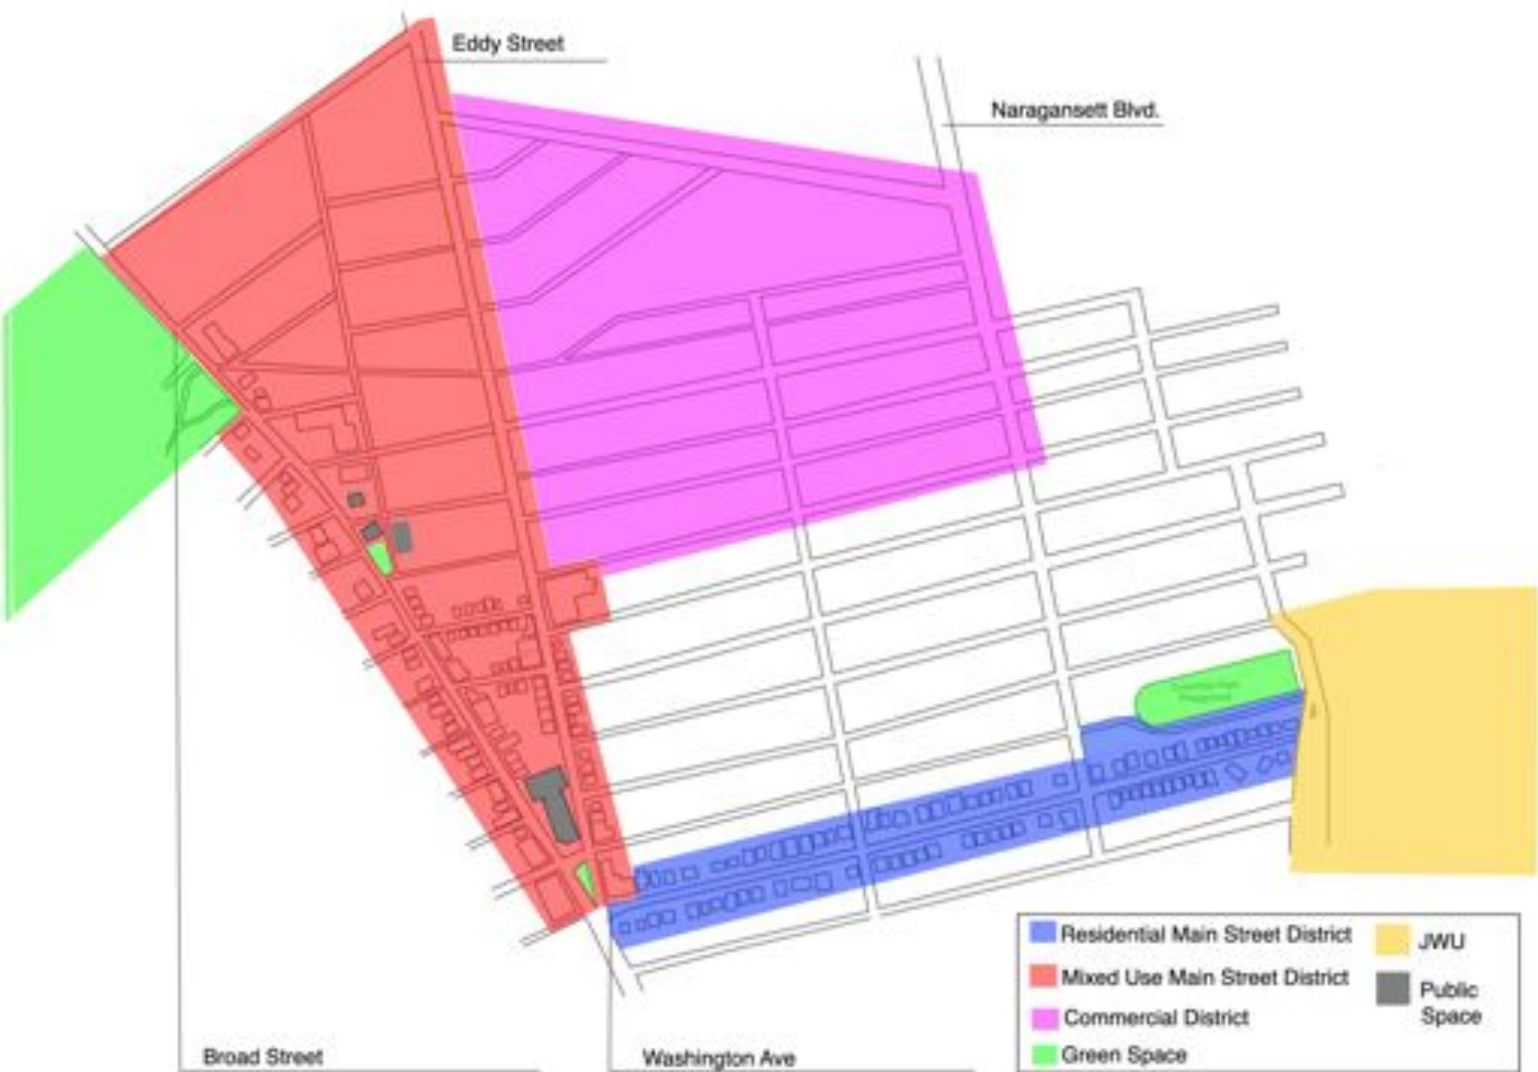 Eddy Street
Naragansett Blvd.
Residential Main Street District
Mixed Use Main Street District
Commercial District
Green Space
JWU
Public
Space
Broad Street
Washington Ave